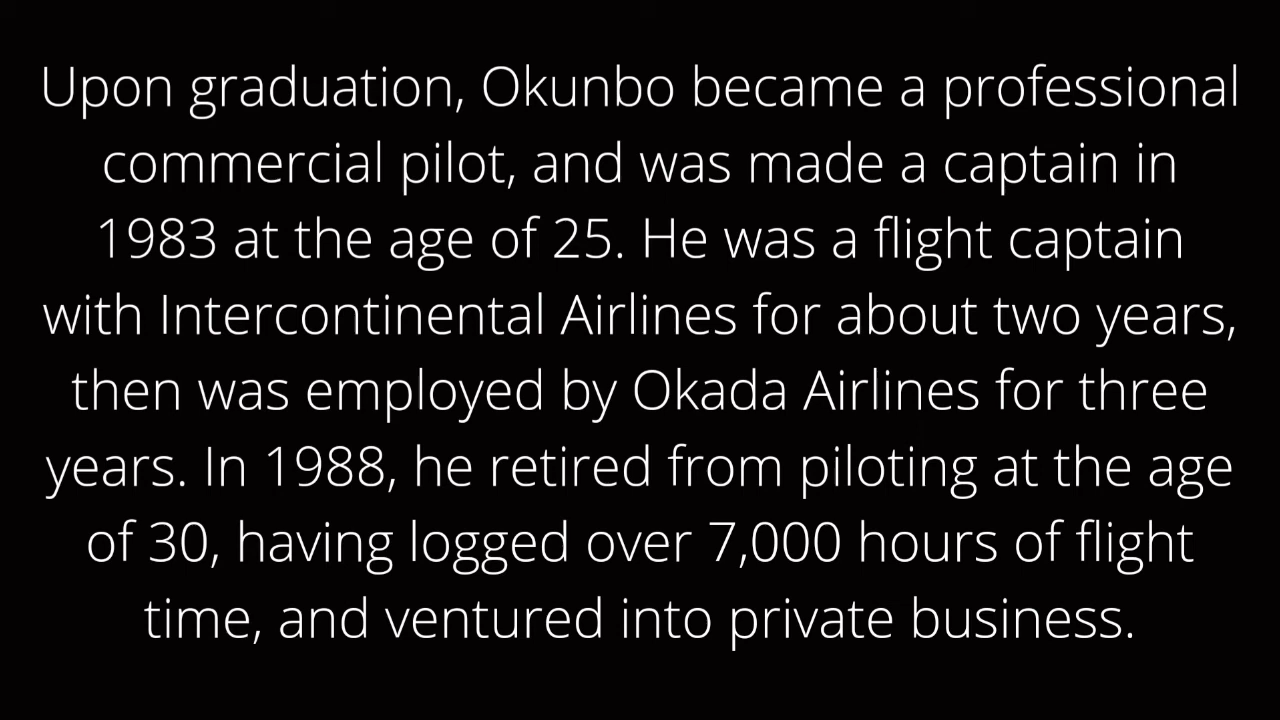 Upon graduation, Okunbo became a professional
commercial pilot, and was made a captain in
1983 at the age of 25. He was a flight captain
with Intercontinental Airlines for about two years,
then was employed by Okada Airlines for three
years. In 1988, he retired from piloting at the age
of 30, having logged over 7,000 hours of flight
time, and ventured into private business.